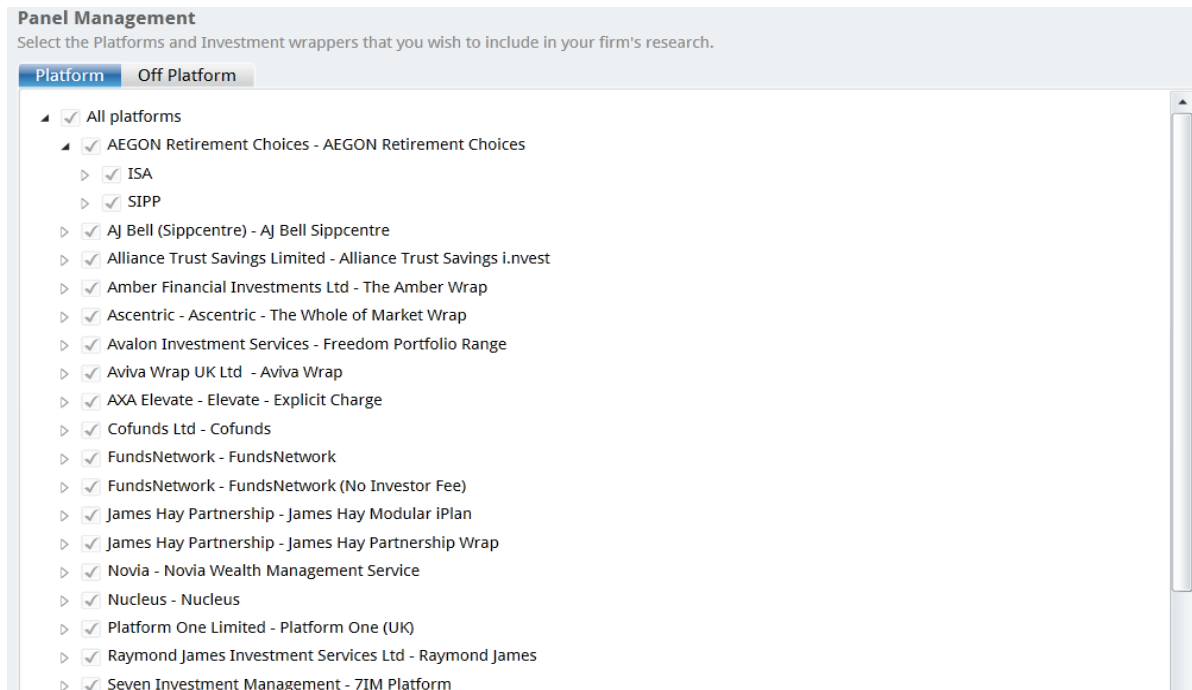 Panel Management
Select the Platforms and Investment wrappers that you wish to include in your firm's research.
Platform Off Platform
All platforms
AEGON Retirement Choices - AEGON Retirement Choices
ISA
SIPP
AJ Bell (Sippcentre) - AJ Bell Sippcentre
Alliance Trust Savings Limited - Alliance Trust Savings i.nvest
Amber Financial Investments Ltd - The Amber Wrap
Ascentric - Ascentric - The Whole of Market Wrap
Avalon Investment Services - Freedom Portfolio Range
Aviva Wrap UK Ltd  - Aviva Wrap
AXA Elevate - Elevate - Explicit Charge
Cofunds Ltd - Cofunds
FundsNetwork - FundsNetwork
FundsNetwork - FundsNetwork (No Investor Fee)
James Hay Partnership - James Hay Modular iPlan
James Hay Partnership - James Hay Partnership Wrap
Novia - Novia Wealth Management Service
Nucleus - Nucleus
Platform One Limited - Platform One (UK)
Raymond James Investment Services Ltd - Raymond James
Seven Investment Management - 7IM Platform